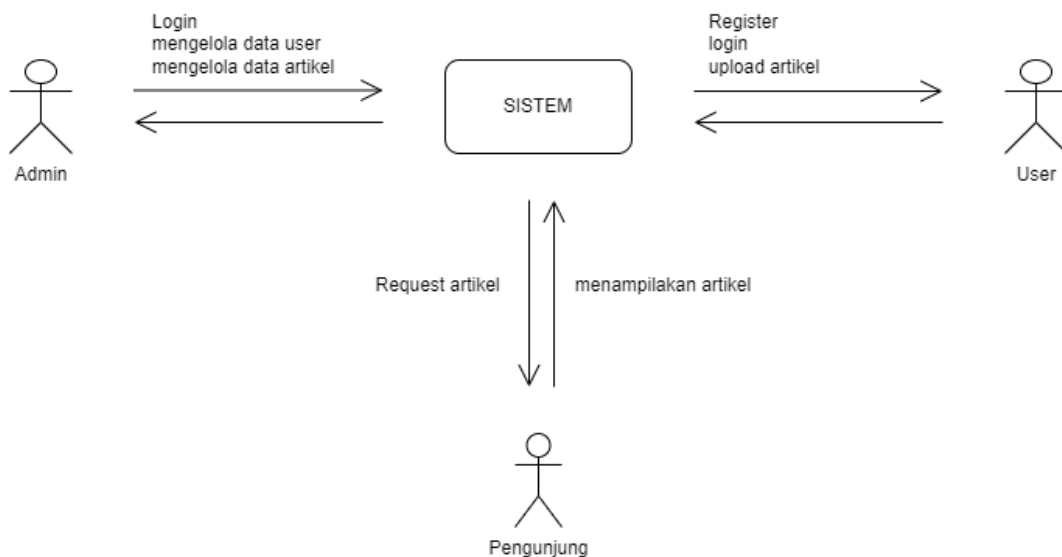 Login
mengelola data user
mengelola data artikel
Register
login
upload artikel
SISTEM
Admin
User
Request artikel
menampilakan artikel
Pengunjung